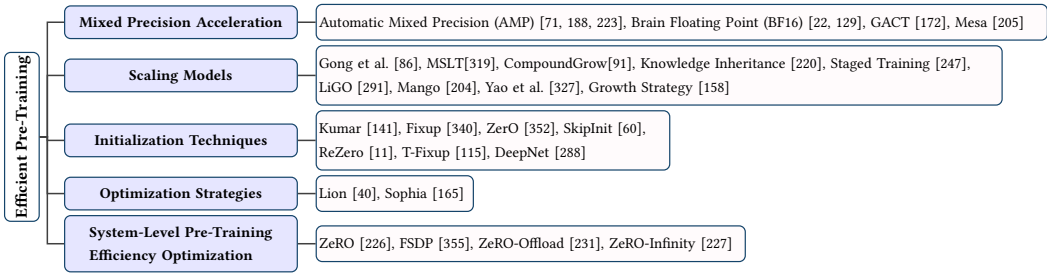 Efficient Pre-Training
Mixed Precision Acceleration
Automatic Mixed Precision (AMP) [71, 188, 223], Brain Floating Point (BF16) [22, 129], GACT [172], Mesa [205]
Scaling Models
Gong et al. [86], MSLT[319], CompoundGrow[91], Knowledge Inheritance [220], Staged Training [247],
LiGO [291], Mango [204], Yao et al. [327], Growth Strategy [158]
Initialization Techniques
Kumar [141], Fixup [340], ZerO [352], SkipInit [60],
ReZero [11], T-Fixup [115], DeepNet [288]
Optimization Strategies
Lion [40], Sophia [165]
System-Level Pre-Training
Efficiency Optimization
ZeRO [226], FSDP [355], ZeRO-Offload [231], ZeRO-Infinity [227]